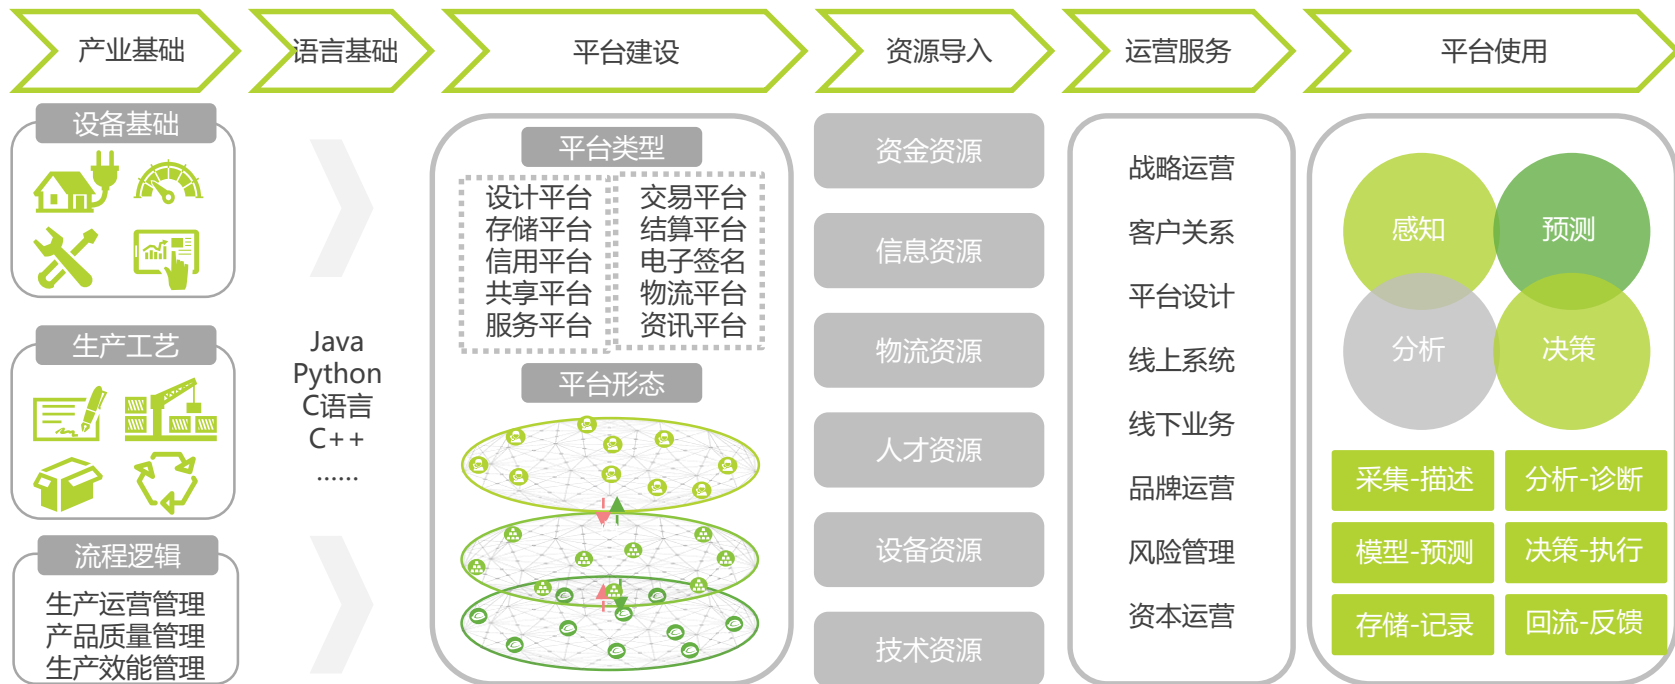 产业基础
语言基础
平台建设
资源导入
运营服务
平台使用
设备基础
生产工艺
流程逻辑
生产运营管理
产品质量管理
生产效能管理
Java
Python
C语言
C++
......
平台类型
设计平台
存储平台
信用平台
共享平台
服务平台
交易平台
结算平台
电子签名
物流平台
资讯平台
平台形态
资金资源
信息资源
物流资源
人才资源
设备资源
技术资源
战略运营
客户关系
平台设计
线上系统
线下业务
品牌运营
风险管理
资本运营
感知
预测
分析
决策
采集-描述
分析-诊断
模型-预测
决策-执行
存储-记录
回流-反馈